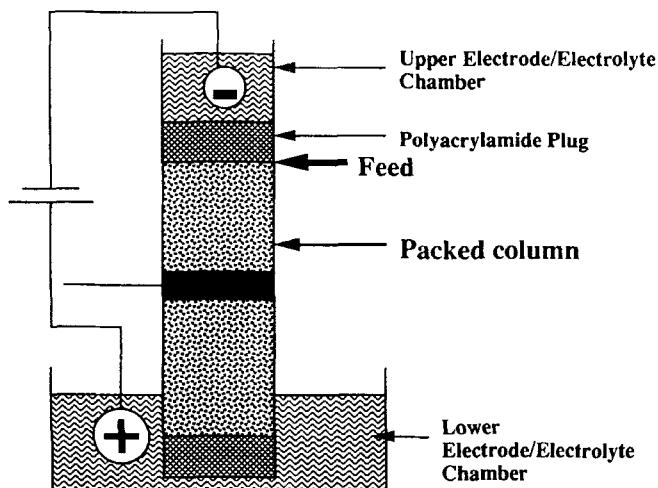 Upper Electrode/Electrolyte
Chamber
Polyacrylamide Plug
Feed
Packed column
Lower
Electrode/Electrolyte
Chamber